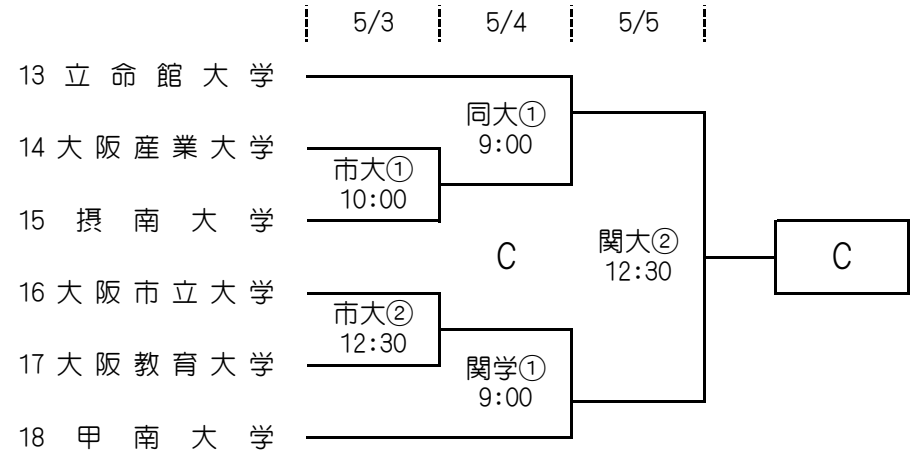 5/3 5/4 5/5
13 立命館大学
同大①
9:00
14 大阪産業大学
市大①
10:00
15 摂南大学
関大②
12:30
C
C
16 大阪市立大学
市大②
12:30
17 大阪教育大学
関学①
9:00
18 甲南大学